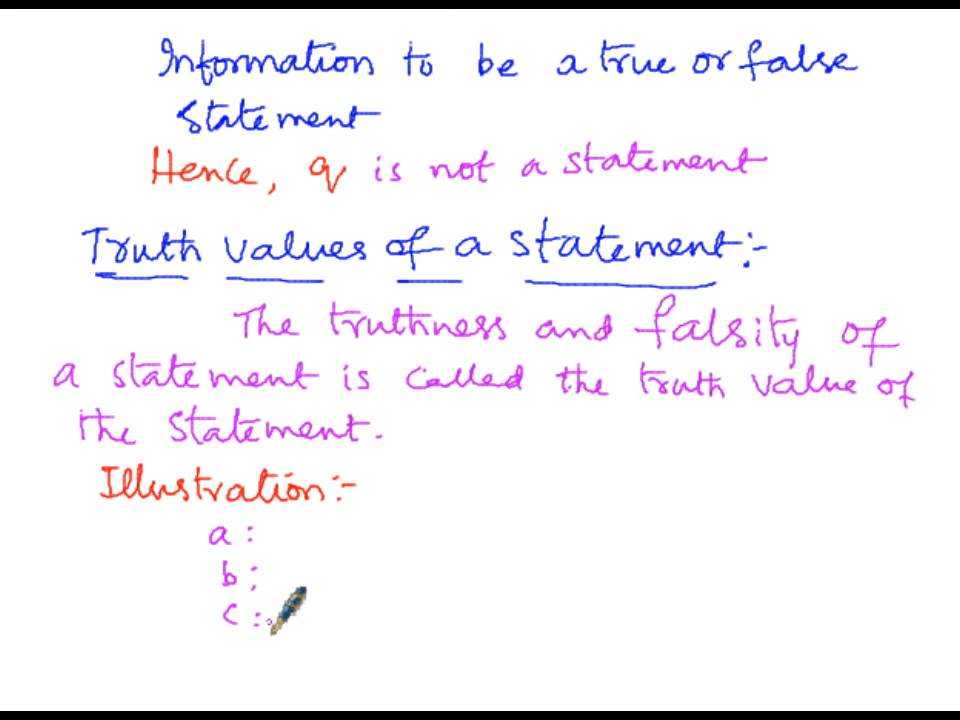 Information to be a true or false
Statement
Hence, q is not a statement
Truth values of a statement:-
The truthness and falsity of
a statement is called the truth value of
the statement.
Illustration:-
a :
b :
c :